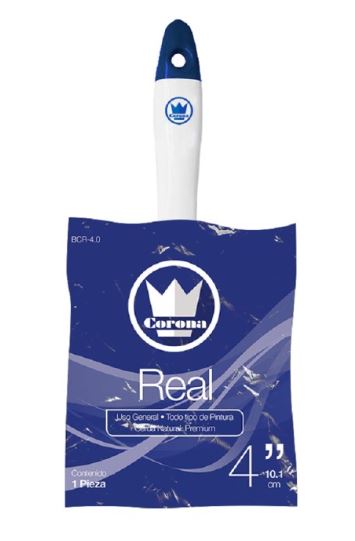 Corona
BCR-4.0
Corona
Real
Uso General • Todo tipo de Pintura
Cerda Natural Premium
Contenido
1 Pieza
4”
10.1
cm